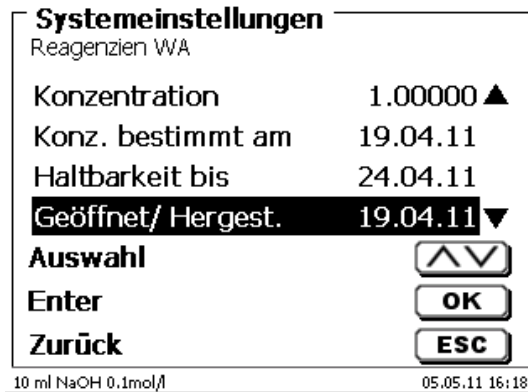 Systemeinstellungen
Reagenzien WA
Konzentration 1.00000
Konz. bestimmt am 19.04.11
Haltbarkeit bis 24.04.11
Geöffnet/ Hergest. 19.04.11
Auswahl
Enter OK
Zurück ESC
10 ml NaOH 0.1mol/l 05.05.11 16:18